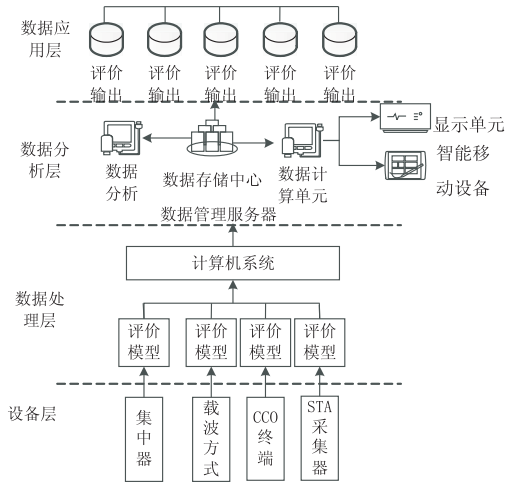 数据应
用层
评价
输出
评价
输出
评价
输出
评价
输出
评价
输出
数据分
析层
数据
分析
数据存储中心
数据计
算单元
显示单元
智能移
动设备
数据管理服务器
数据处
理层
计算机系统
评价
模型
评价
模型
评价
模型
评价
模型
设备层
集
中
器
载
波
方
式
CCO
终
端
STA
采
集
器